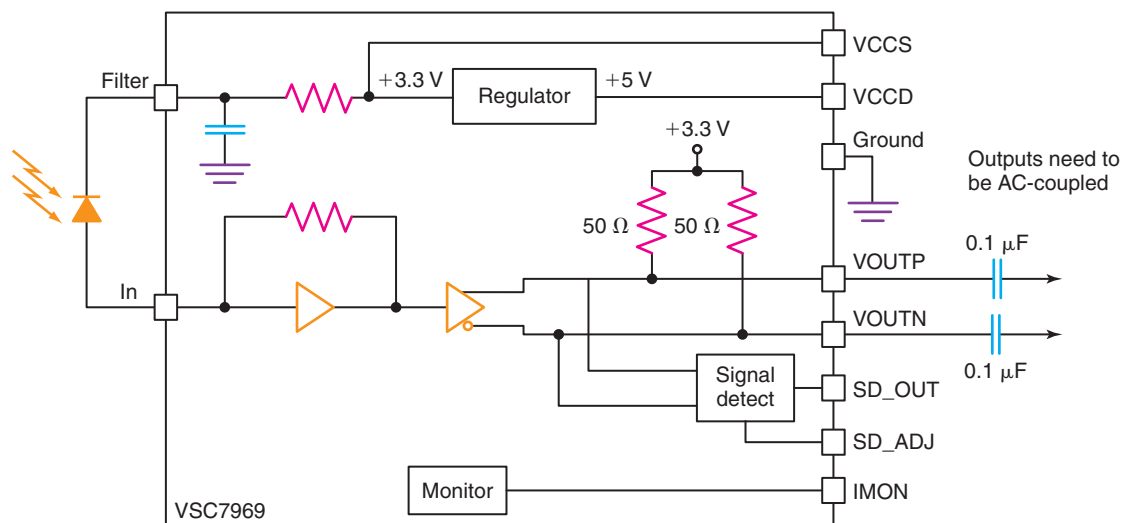 VCCS
Filter
+3.3 V
Regulator
+5 V
VCCD
+3.3 V
Ground
Outputs need to
be AC-coupled
50 Ω
50 Ω
0.1 μF
VOUTP
In
VOUTN
0.1 μF
Signal
detect
SD_OUT
SD_ADJ
Monitor
IMON
VSC7969